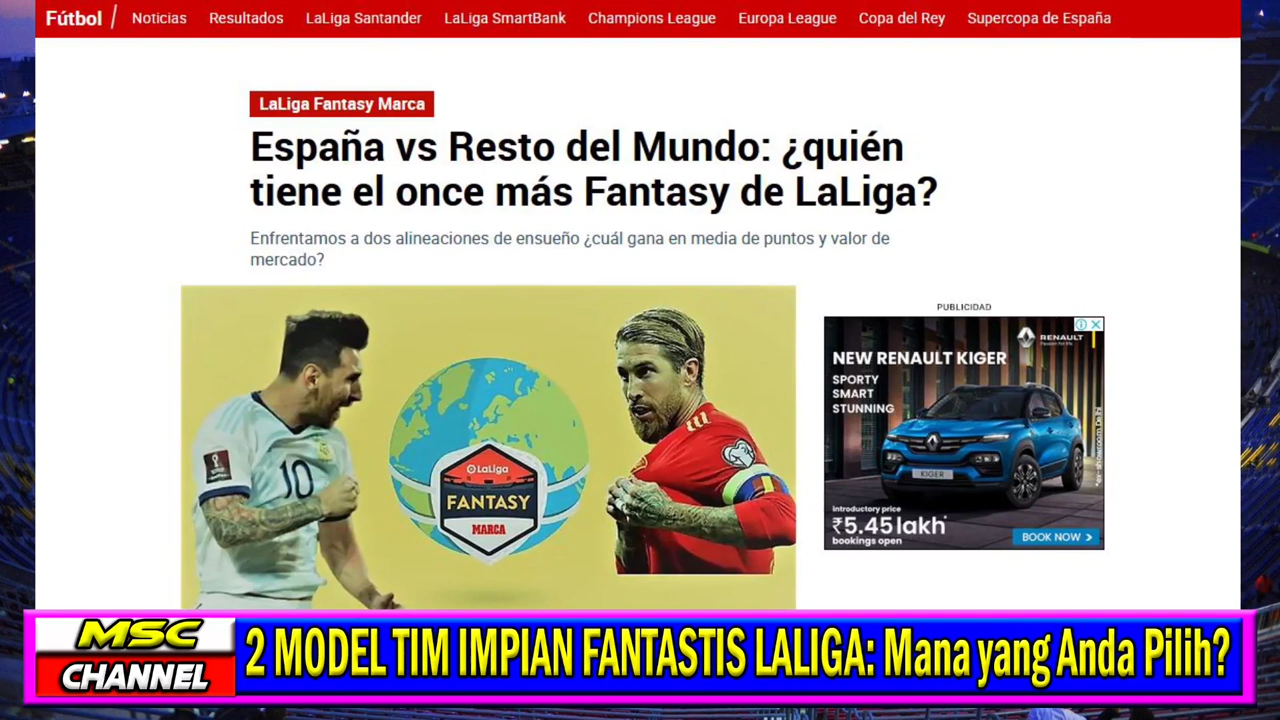 Fútbol
Noticias
Resultados
LaLiga Santander
LaLiga SmartBank
Champions League
Europa League
Copa del Rey
Supercopa de España
LaLiga Fantasy Marca
España vs Resto del Mundo: ¿quién
tiene el once más Fantasy de LaLiga?
Enfrentamos a dos alineaciones de ensueño ¿cuál gana en media de puntos y valor de
mercado?
PUBLICIDAD
RENAULT
NEW RENAULT KIGER
SPORTY
SMART
STUNNING
KIGER
introductory price
₹5.45 lakh*
bookings open
BOOK NOW
10
LaLiga
FANTASY
MARCA
MSC
CHANNEL
2 MODEL TIM IMPIAN FANTASTIS LALIGA: Mana yang Anda Pilih?